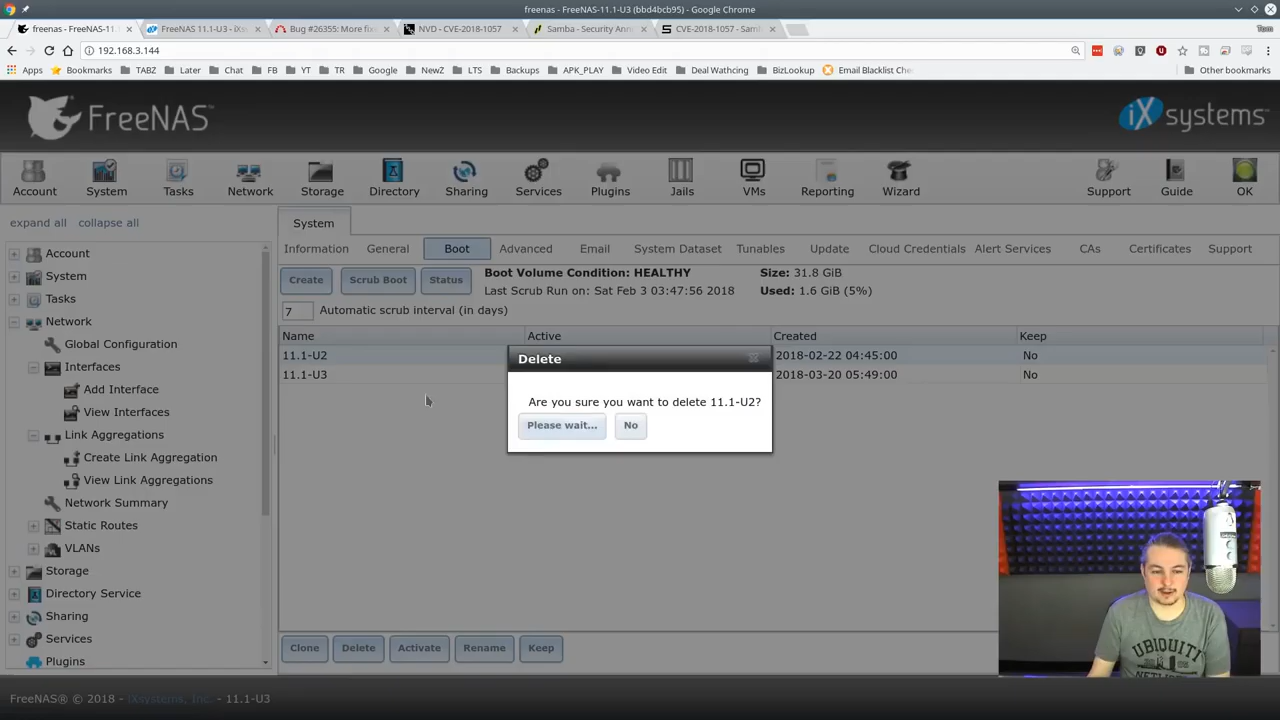 freenas - FreeNAS-11.1-U3 (bbd4bcb95) - Google Chrome
freenas - FreeNAS-11.1
FreeNAS 11.1-U3 - iXs
Bug #26355: More fixe
NVD - CVE-2018-1057
Samba - Security Ann
CVE-2018-1057 - Sam
Tom
192.168.3.144
Apps
Bookmarks
TABZ
Later
Chat
FB
YT
TR
Google
NewZ
LTS
Backups
APK_PLAY
Video Edit
Deal Wathcing
BizLookup
Email Blacklist Che
Other bookmarks
FreeNAS
iXsystems
Account
System
Tasks
Network
Storage
Directory
Sharing
Services
Plugins
Jails
VMs
Reporting
Wizard
Support
Guide
OK
expand all
collapse all
Account
System
Tasks
Network
Global Configuration
Interfaces
Add Interface
View Interfaces
Link Aggregations
Create Link Aggregation
View Link Aggregations
Network Summary
Static Routes
VLANs
Storage
Directory Service
Sharing
Services
Plugins
System
Information
General
Boot
Advanced
Email
System Dataset
Tunables
Update
Cloud Credentials
Alert Services
CAs
Certificates
Support
Create
Scrub Boot
Status
Boot Volume Condition: HEALTHY
Size: 31.8 GiB
Last Scrub Run on: Sat Feb 3 03:47:56 2018
Used: 1.6 GiB (5%)
7
Automatic scrub interval (in days)
Name
Active
Created
Keep
11.1-U2
2018-02-22 04:45:00
No
11.1-U3
2018-03-20 05:49:00
No
Delete
Are you sure you want to delete 11.1-U2?
Please wait...
No
UBIQUITI
Clone
Delete
Activate
Rename
Keep
FreeNAS® © 2018 - iXsystems, Inc. - 11.1-U3